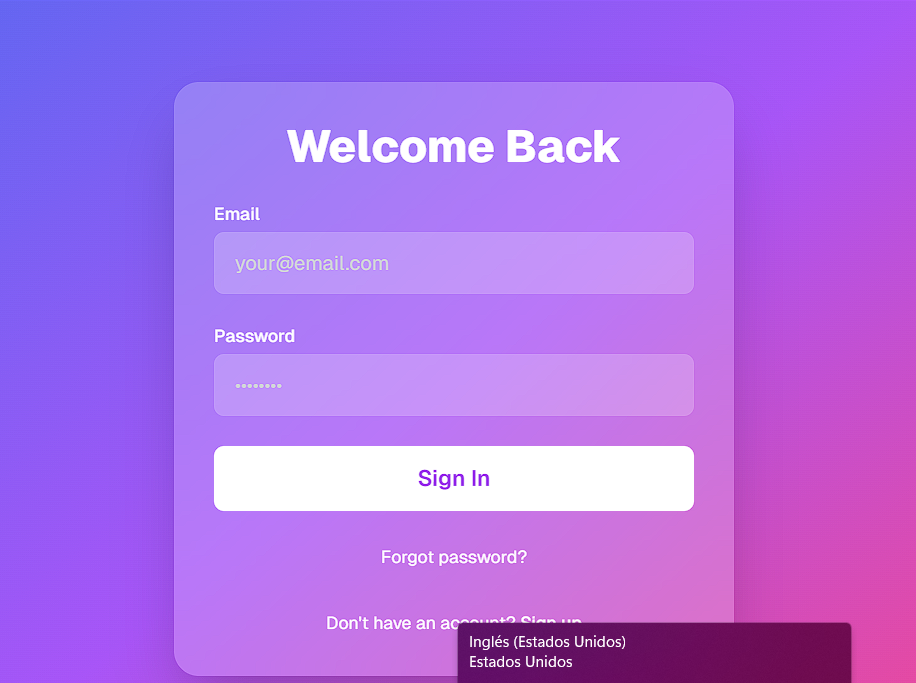 Welcome Back
Email
your@email.com
Password
••••••••
Sign In
Forgot password?
Don't have an account? Sign up
Inglés (Estados Unidos)
Estados Unidos